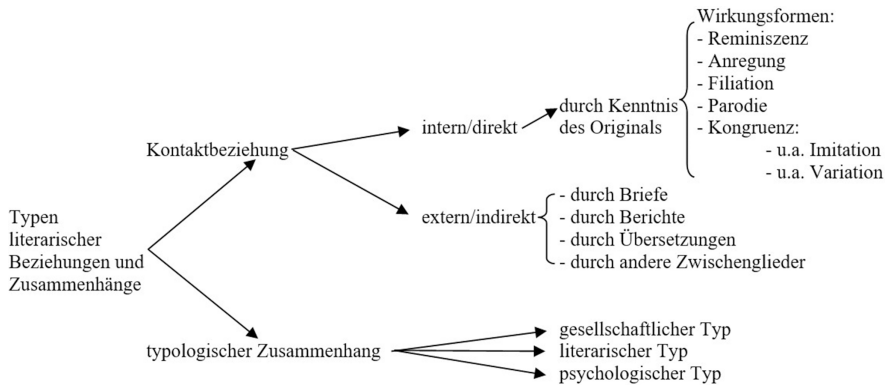 Typen
literarischer
Beziehungen und
Zusammenhänge
Kontaktbeziehung
intern/direkt
durch Kenntnis
des Originals
Wirkungsformen:
- Reminiszenz
- Anregung
- Filiation
- Parodie
- Kongruenz:
- u.a. Imitation
- u.a. Variation
extern/indirekt
- durch Briefe
- durch Berichte
- durch Übersetzungen
- durch andere Zwischenglieder
typologischer Zusammenhang
gesellschaftlicher Typ
literarischer Typ
psychologischer Typ